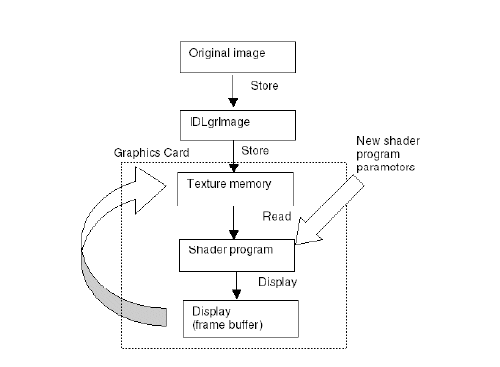 Original image
Store
IDLgrImage
Store
Graphics Card
New shader
program
parameters
Texture memory
Read
Shader program
Display
Display
(frame buffer)